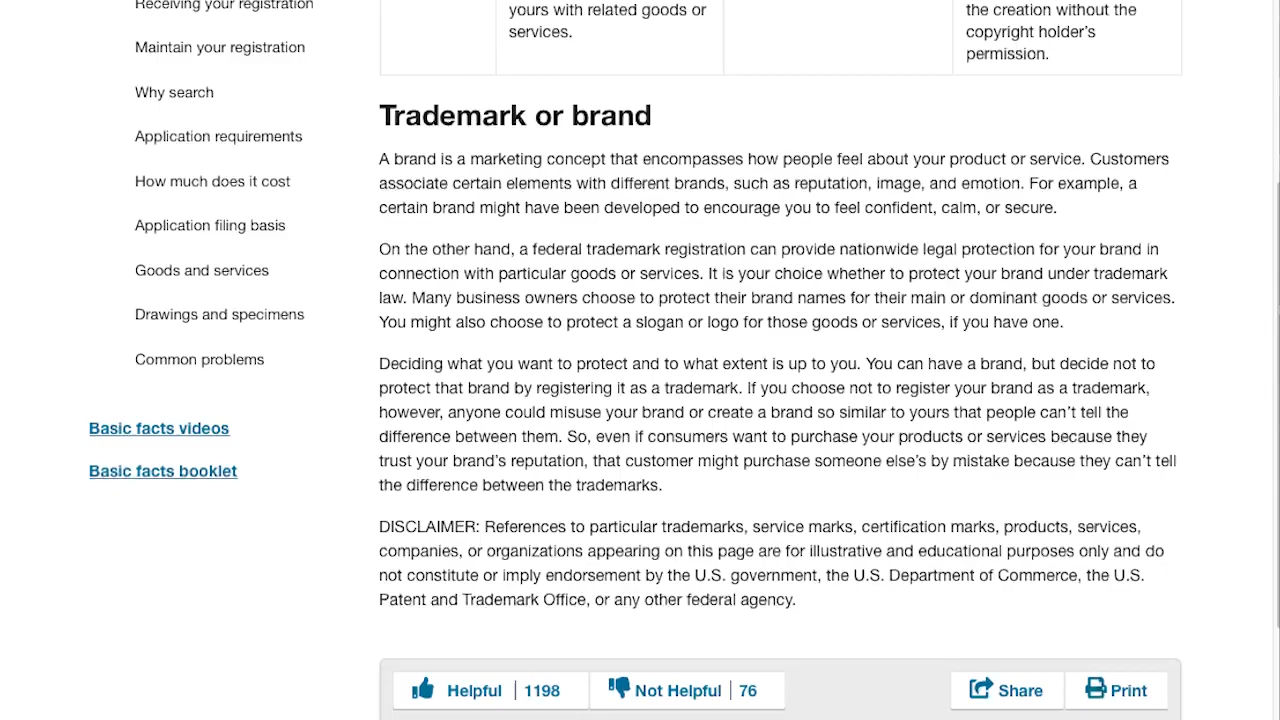 Receiving your registration
Maintain your registration
Why search
Application requirements
How much does it cost
Application filing basis
Goods and services
Drawings and specimens
Common problems
Basic facts videos
Basic facts booklet
yours with related goods or
services.
the creation without the
copyright holder’s
permission.
Trademark or brand
A brand is a marketing concept that encompasses how people feel about your product or service. Customers
associate certain elements with different brands, such as reputation, image, and emotion. For example, a
certain brand might have been developed to encourage you to feel confident, calm, or secure.
On the other hand, a federal trademark registration can provide nationwide legal protection for your brand in
connection with particular goods or services. It is your choice whether to protect your brand under trademark
law. Many business owners choose to protect their brand names for their main or dominant goods or services.
You might also choose to protect a slogan or logo for those goods or services, if you have one.
Deciding what you want to protect and to what extent is up to you. You can have a brand, but decide not to
protect that brand by registering it as a trademark. If you choose not to register your brand as a trademark,
however, anyone could misuse your brand or create a brand so similar to yours that people can’t tell the
difference between them. So, even if consumers want to purchase your products or services because they
trust your brand’s reputation, that customer might purchase someone else’s by mistake because they can’t tell
the difference between the trademarks.
DISCLAIMER: References to particular trademarks, service marks, certification marks, products, services,
companies, or organizations appearing on this page are for illustrative and educational purposes only and do
not constitute or imply endorsement by the U.S. government, the U.S. Department of Commerce, the U.S.
Patent and Trademark Office, or any other federal agency.
Helpful | 1198 Not Helpful | 76 Share Print